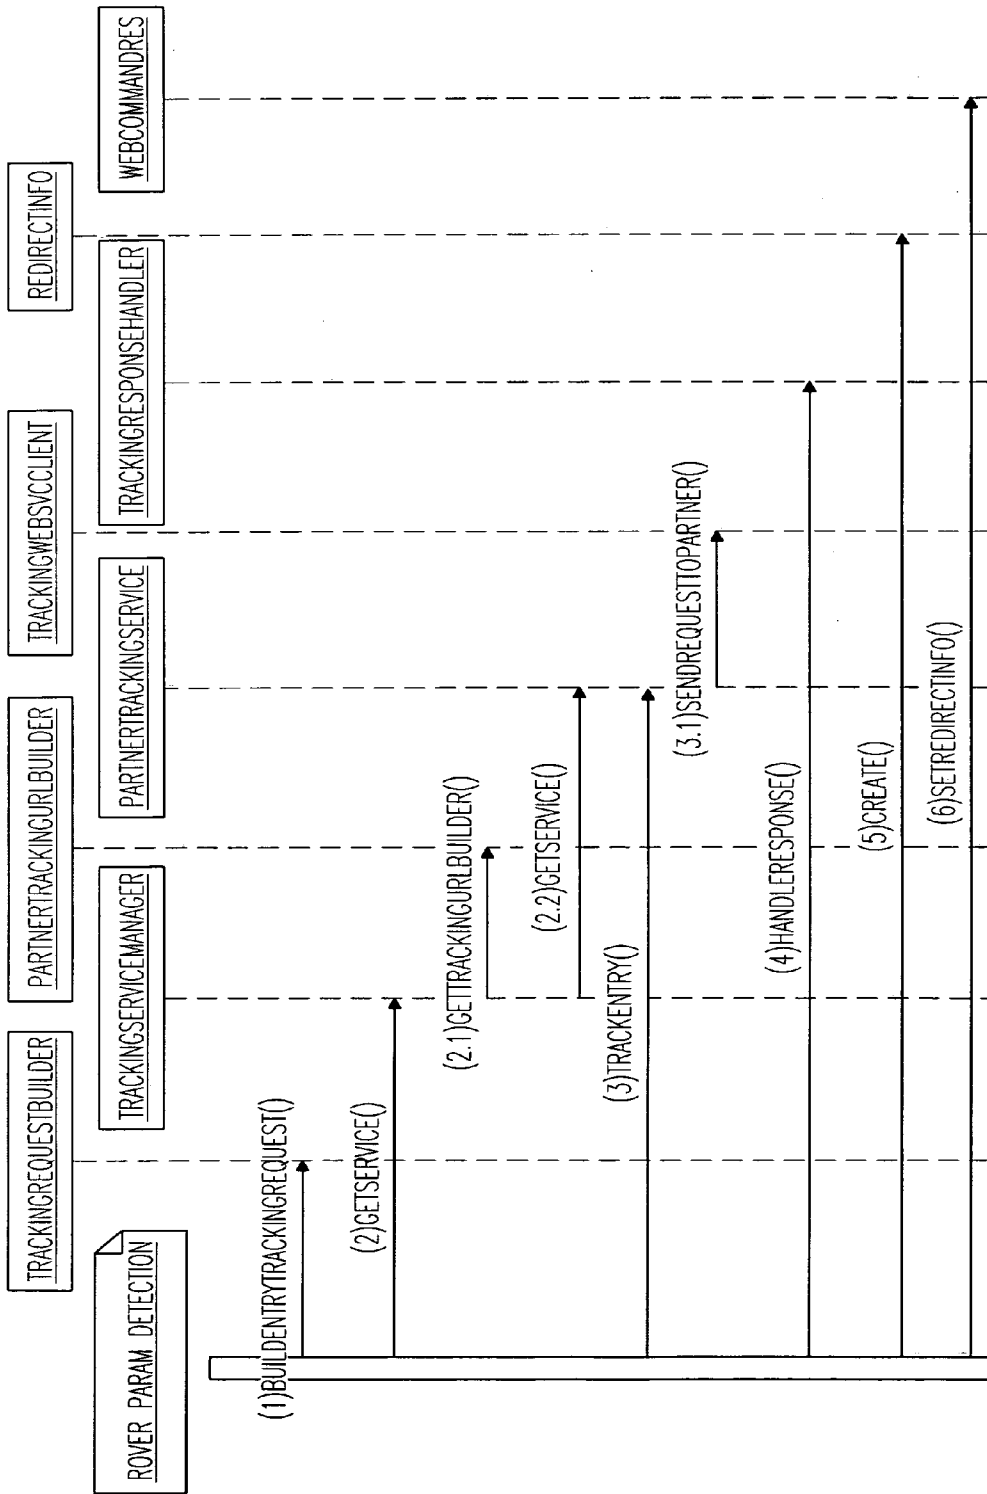 TRACKINGREQUESTBUILDER
PARTNERTRACKINGURLBUILDER
TRACKINGWEBSVCCLIENT
REDIRECTINFO
ROVER PARAM DETECTION
TRACKINGSERVICEMANAGER
PARTNERTRACKINGSERVICE
TRACKINGRESPONSEHANDLER
WEBCOMMANDRES
(1)BUILDENTRYTRACKINGREQUEST()
(2)GETSERVICE()
(2.1)GETTRACKINGURLBUILDER()
(2.2)GETSERVICE()
(3)TRACKENTRY()
(3.1)SENDREQUESTTOPARTNER()
(4)HANDLERESPONSE()
(5)CREATE()
(6)SETREDIRECTINFO()